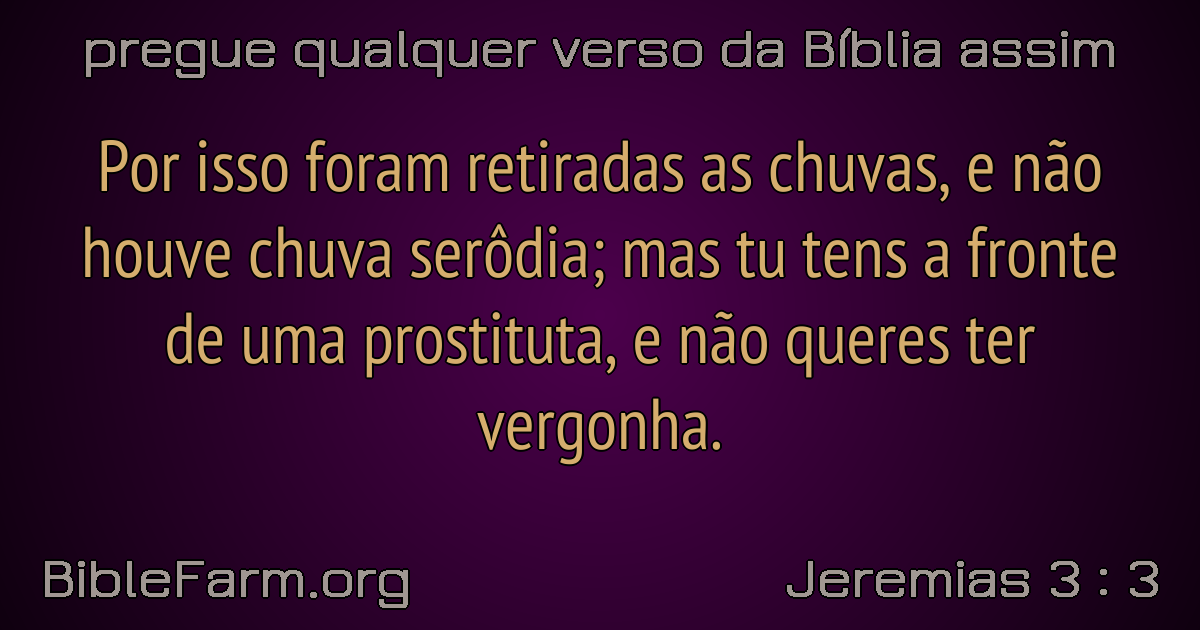 pregue qualquer verso da Bíblia assim
Por isso foram retiradas as chuvas, e não
houve chuva serôdia; mas tu tens a fronte
de uma prostituta, e não queres ter
vergonha.
BibleFarm.org
Jeremias 3 : 3